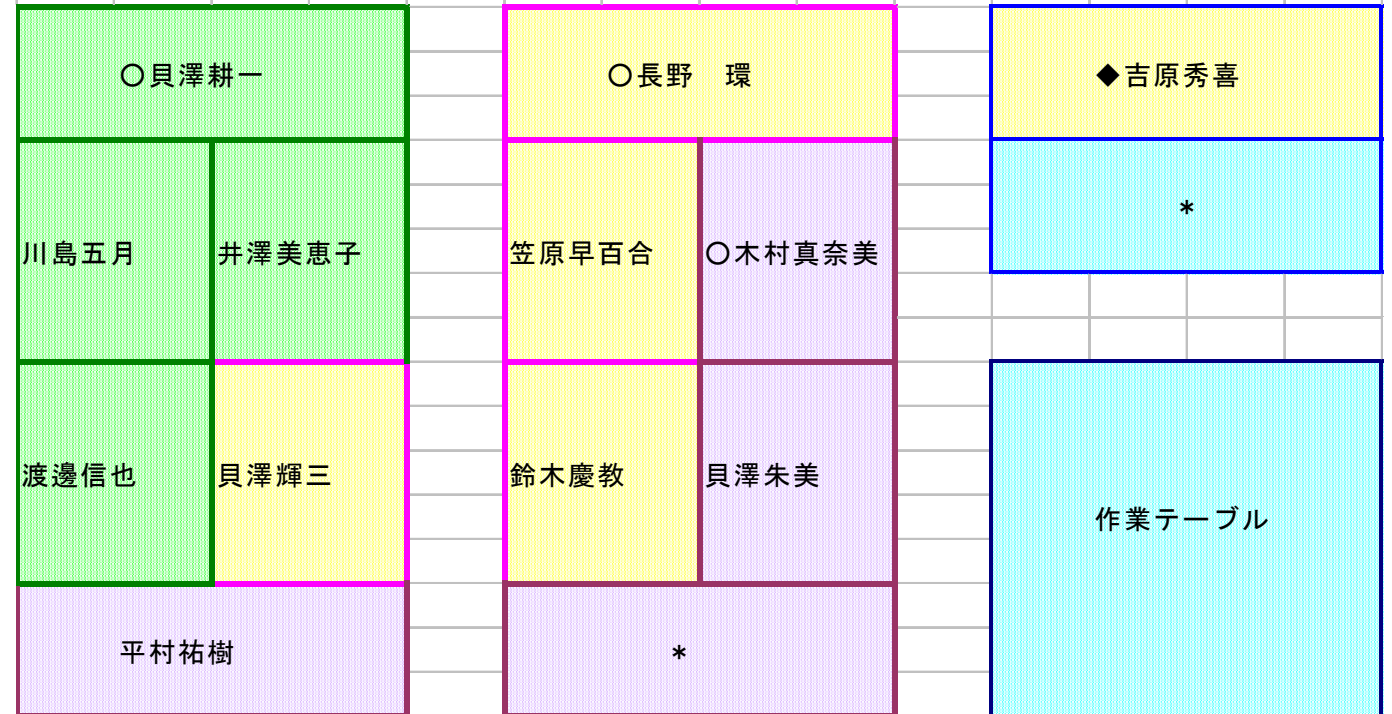 〇貝澤耕一
〇長野　環
◆吉原秀喜
*
川島五月
井澤美恵子
笠原早百合
〇木村真奈美
渡邊信也
貝澤輝三
鈴木慶教
貝澤朱美
作業テーブル
平村祐樹
*